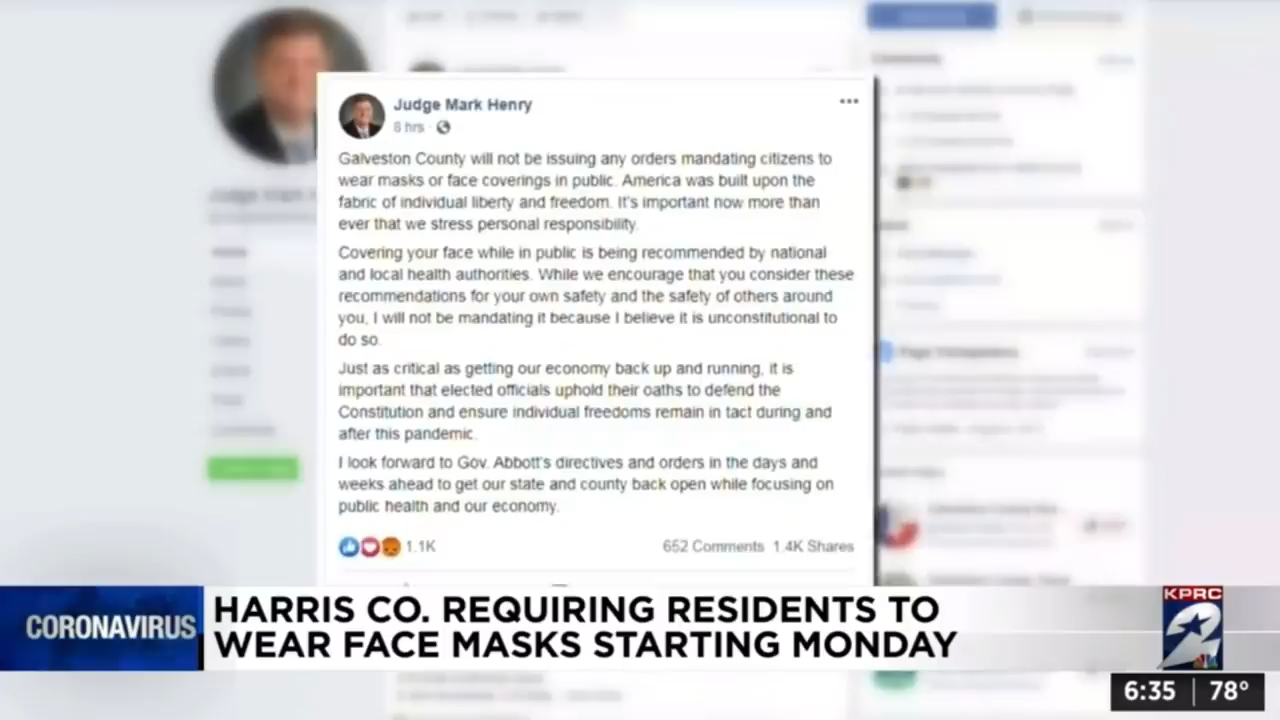 Judge Mark Henry
8 hrs
Galveston County will not be issuing any orders mandating citizens to
wear masks or face coverings in public. America was built upon the
fabric of individual liberty and freedom. It's important now more than
ever that we stress personal responsibility.
Covering your face while in public is being recommended by national
and local health authorities. While we encourage that you consider these
recommendations for your own safety and the safety of others around
you, I will not be mandating it because I believe it is unconstitutional to
do so.
Just as critical as getting our economy back up and running, it is
important that elected officials uphold their oaths to defend the
Constitution and ensure individual freedoms remain in tact during and
after this pandemic.
I look forward to Gov. Abbott's directives and orders in the days and
weeks ahead to get our state and county back open while focusing on
public health and our economy.
1.1K 652 Comments 1.4K Shares
CORONAVIRUS
HARRIS CO. REQUIRING RESIDENTS TO
WEAR FACE MASKS STARTING MONDAY
KPRC
2
6:35 78°